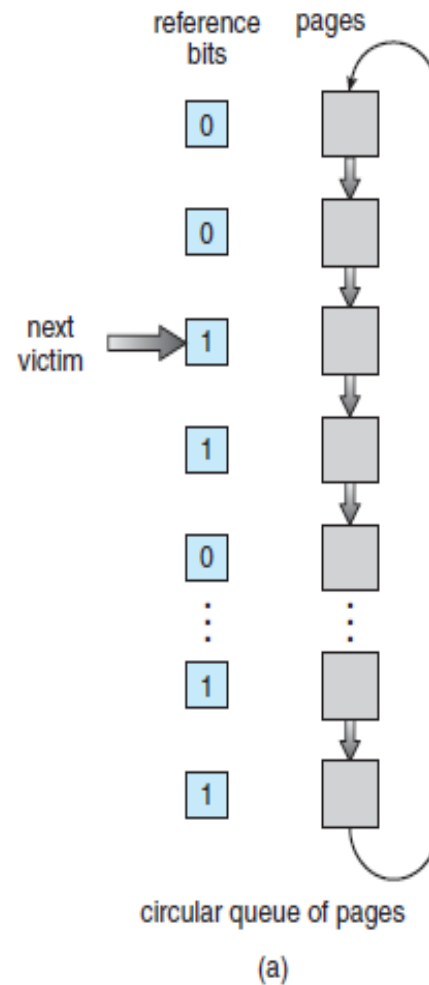 reference bits
pages
0
0
next victim
1
1
0
1
1
circular queue of pages
(a)